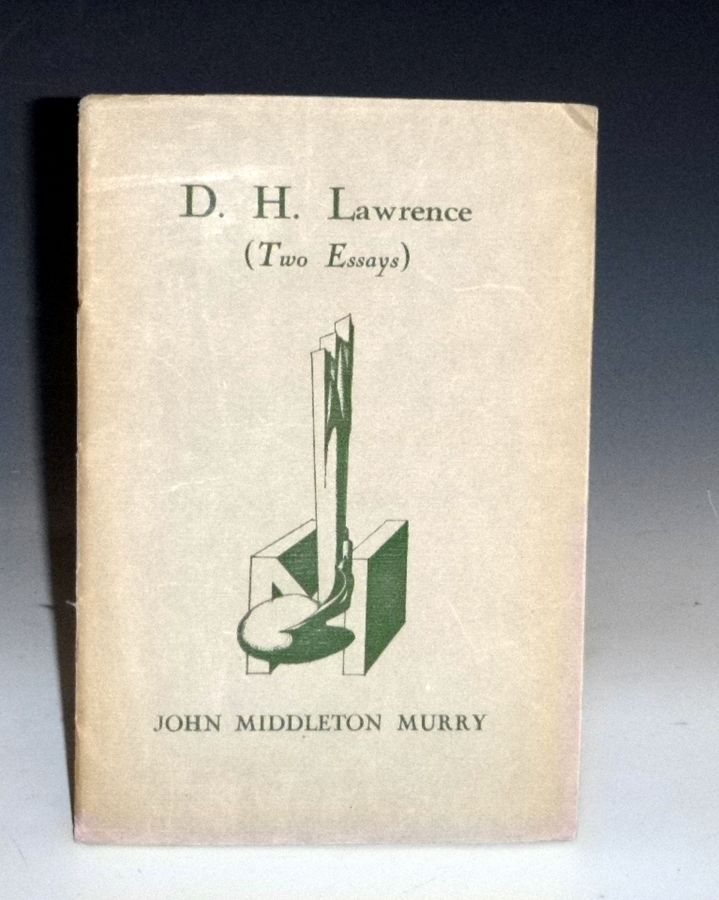 D. H. Lawrence
(Two Essays)
JOHN MIDDLETON MURRY